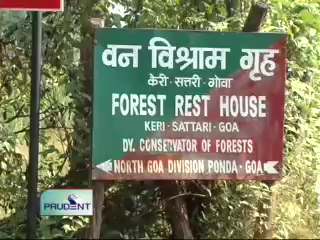 वन विश्राम गृह
केरी - सत्तरी - गोवा
FOREST REST HOUSE
KERI - SATTARI - GOA
DY. CONSERVATOR OF FORESTS
NORTH GOA DIVISION PONDA - GOA
PRUDENT